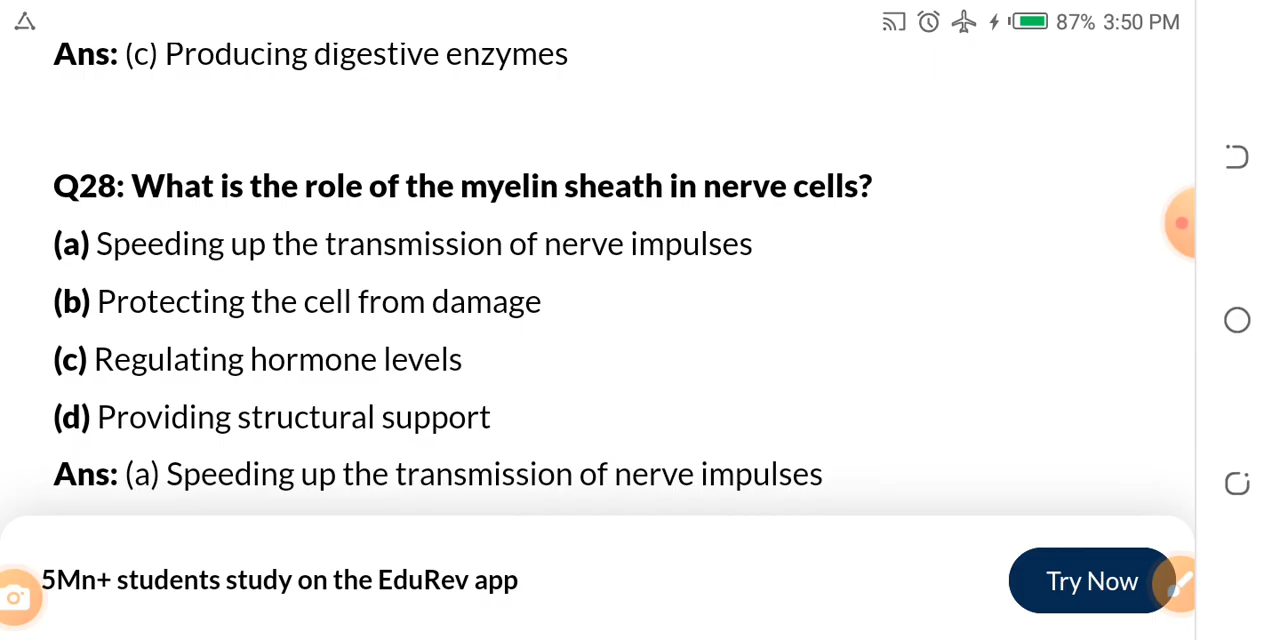 87% 3:50 PM
Ans: (c) Producing digestive enzymes
Q28: What is the role of the myelin sheath in nerve cells?
(a) Speeding up the transmission of nerve impulses
(b) Protecting the cell from damage
(c) Regulating hormone levels
(d) Providing structural support
Ans: (a) Speeding up the transmission of nerve impulses
5Mn+ students study on the EduRev app
Try Now